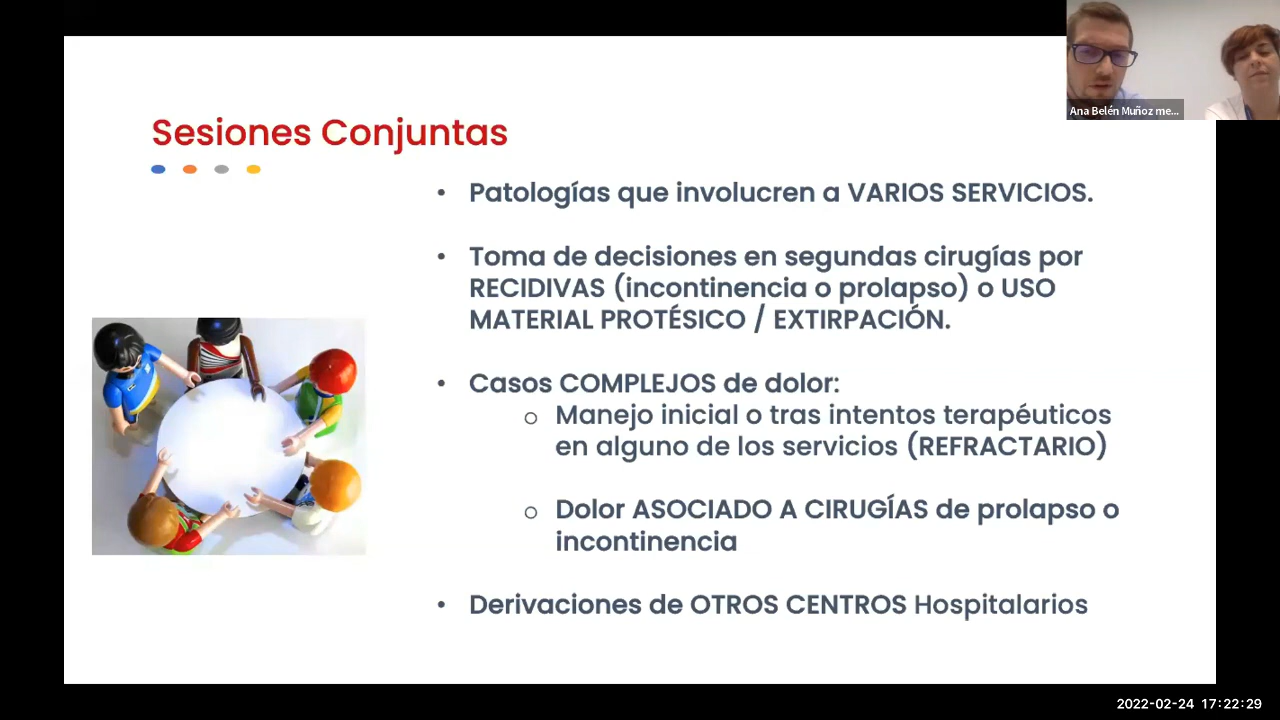 Ana Belén Muñoz me...
Sesiones Conjuntas
• Patologías que involucren a VARIOS SERVICIOS.
• Toma de decisiones en segundas cirugías por
RECIDIVAS (incontinencia o prolapso) o USO
MATERIAL PROTÉSICO / EXTIRPACIÓN.
• Casos COMPLEJOS de dolor:
o Manejo inicial o tras intentos terapéuticos
en alguno de los servicios (REFRACTARIO)
o Dolor ASOCIADO A CIRUGÍAS de prolapso o
incontinencia
• Derivaciones de OTROS CENTROS Hospitalarios
2022-02-24 17:22:29